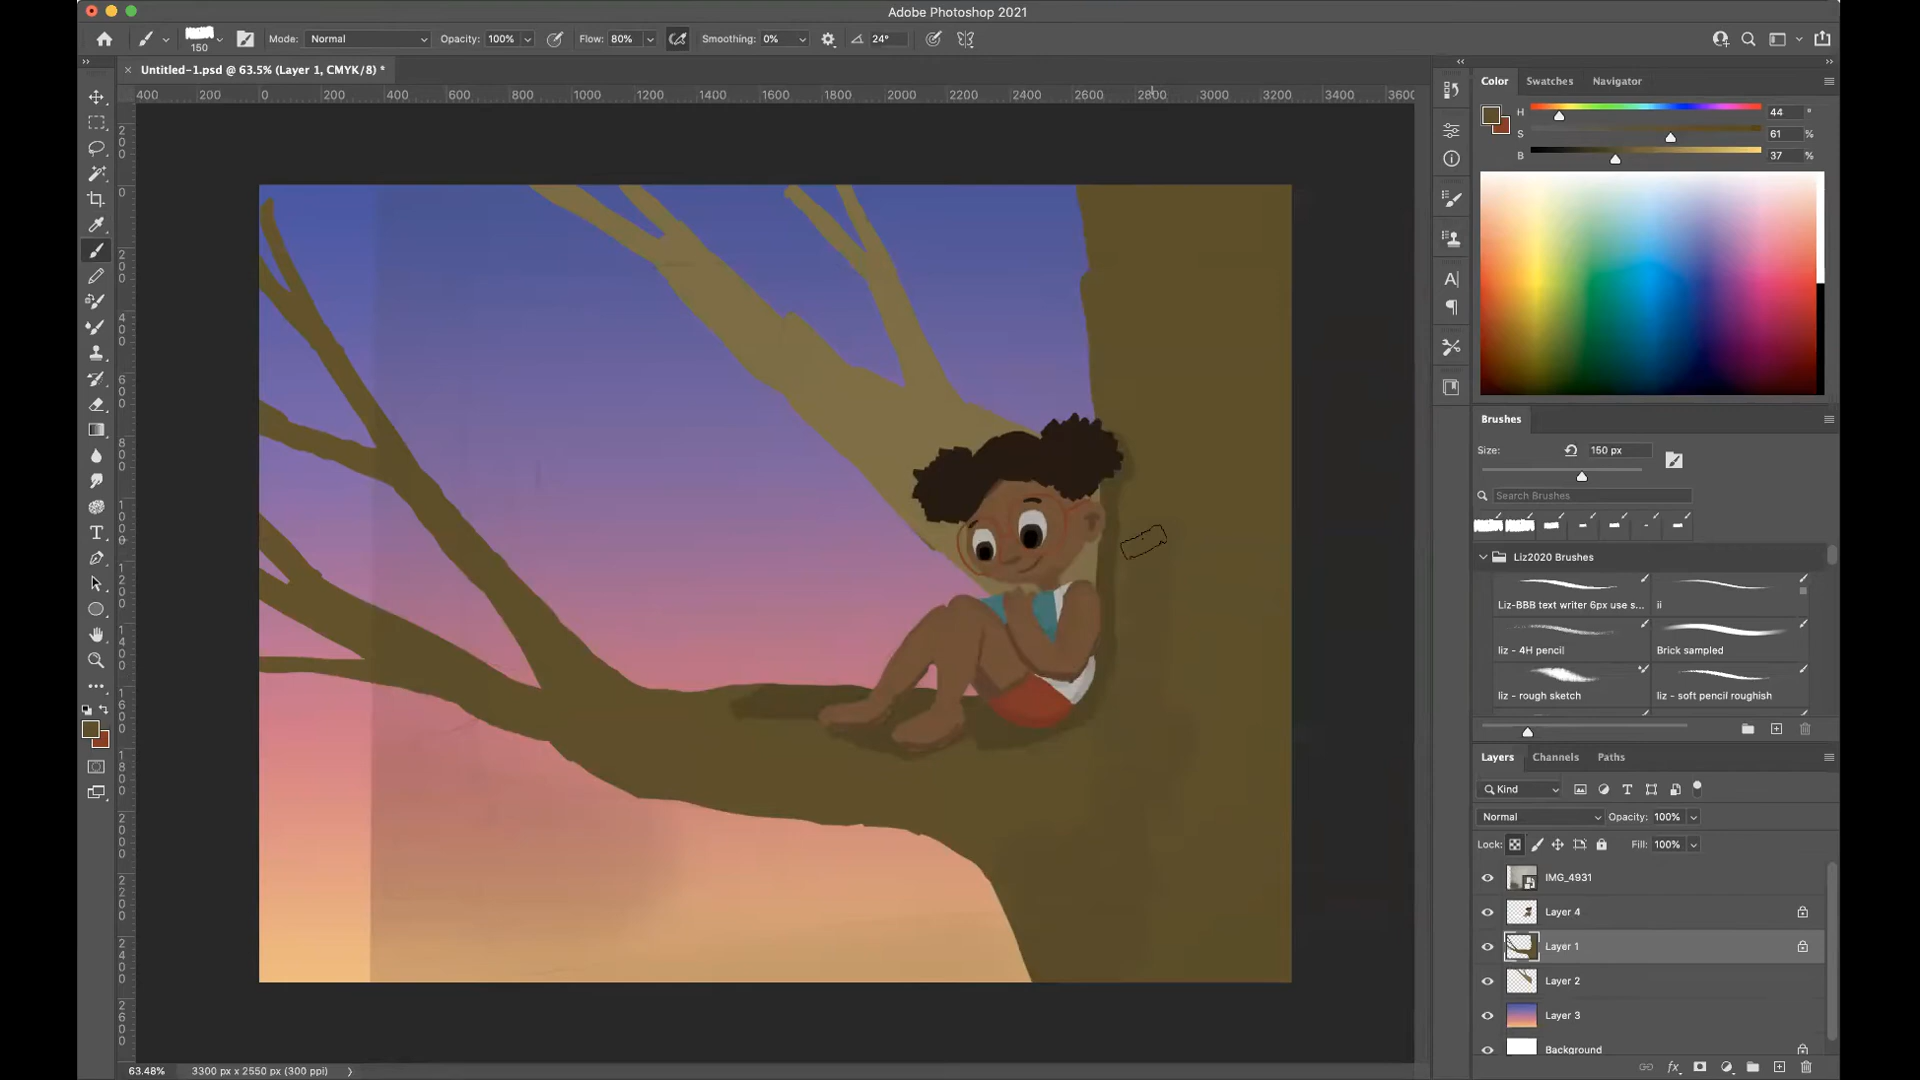 Adobe Photoshop 2021
150
Mode: Normal
Opacity: 100%
Flow: 80%
Smoothing: 0%
24°
Untitled-1.psd @ 63.5% (Layer 1, CMYK/8) *
400 200 0 200 400 600 800 1000 1200 1400 1600 1800 2000 2200 2400 2600 2800 3000 3200 3400 3600
Color Swatches Navigator
H 44 °
S 61 %
B 37 %
Brushes
Size: 150 px
Search Brushes
Liz2020 Brushes
Liz-BBB text writer 6px use s... ii
liz - 4H pencil Brick sampled
liz - rough sketch liz - soft pencil roughish
Layers Channels Paths
Kind
Normal Opacity: 100%
Lock: Fill: 100%
IMG_4931
Layer 4
Layer 1
Layer 2
Layer 3
Background
63.48% 3300 px x 2550 px (300 ppi)